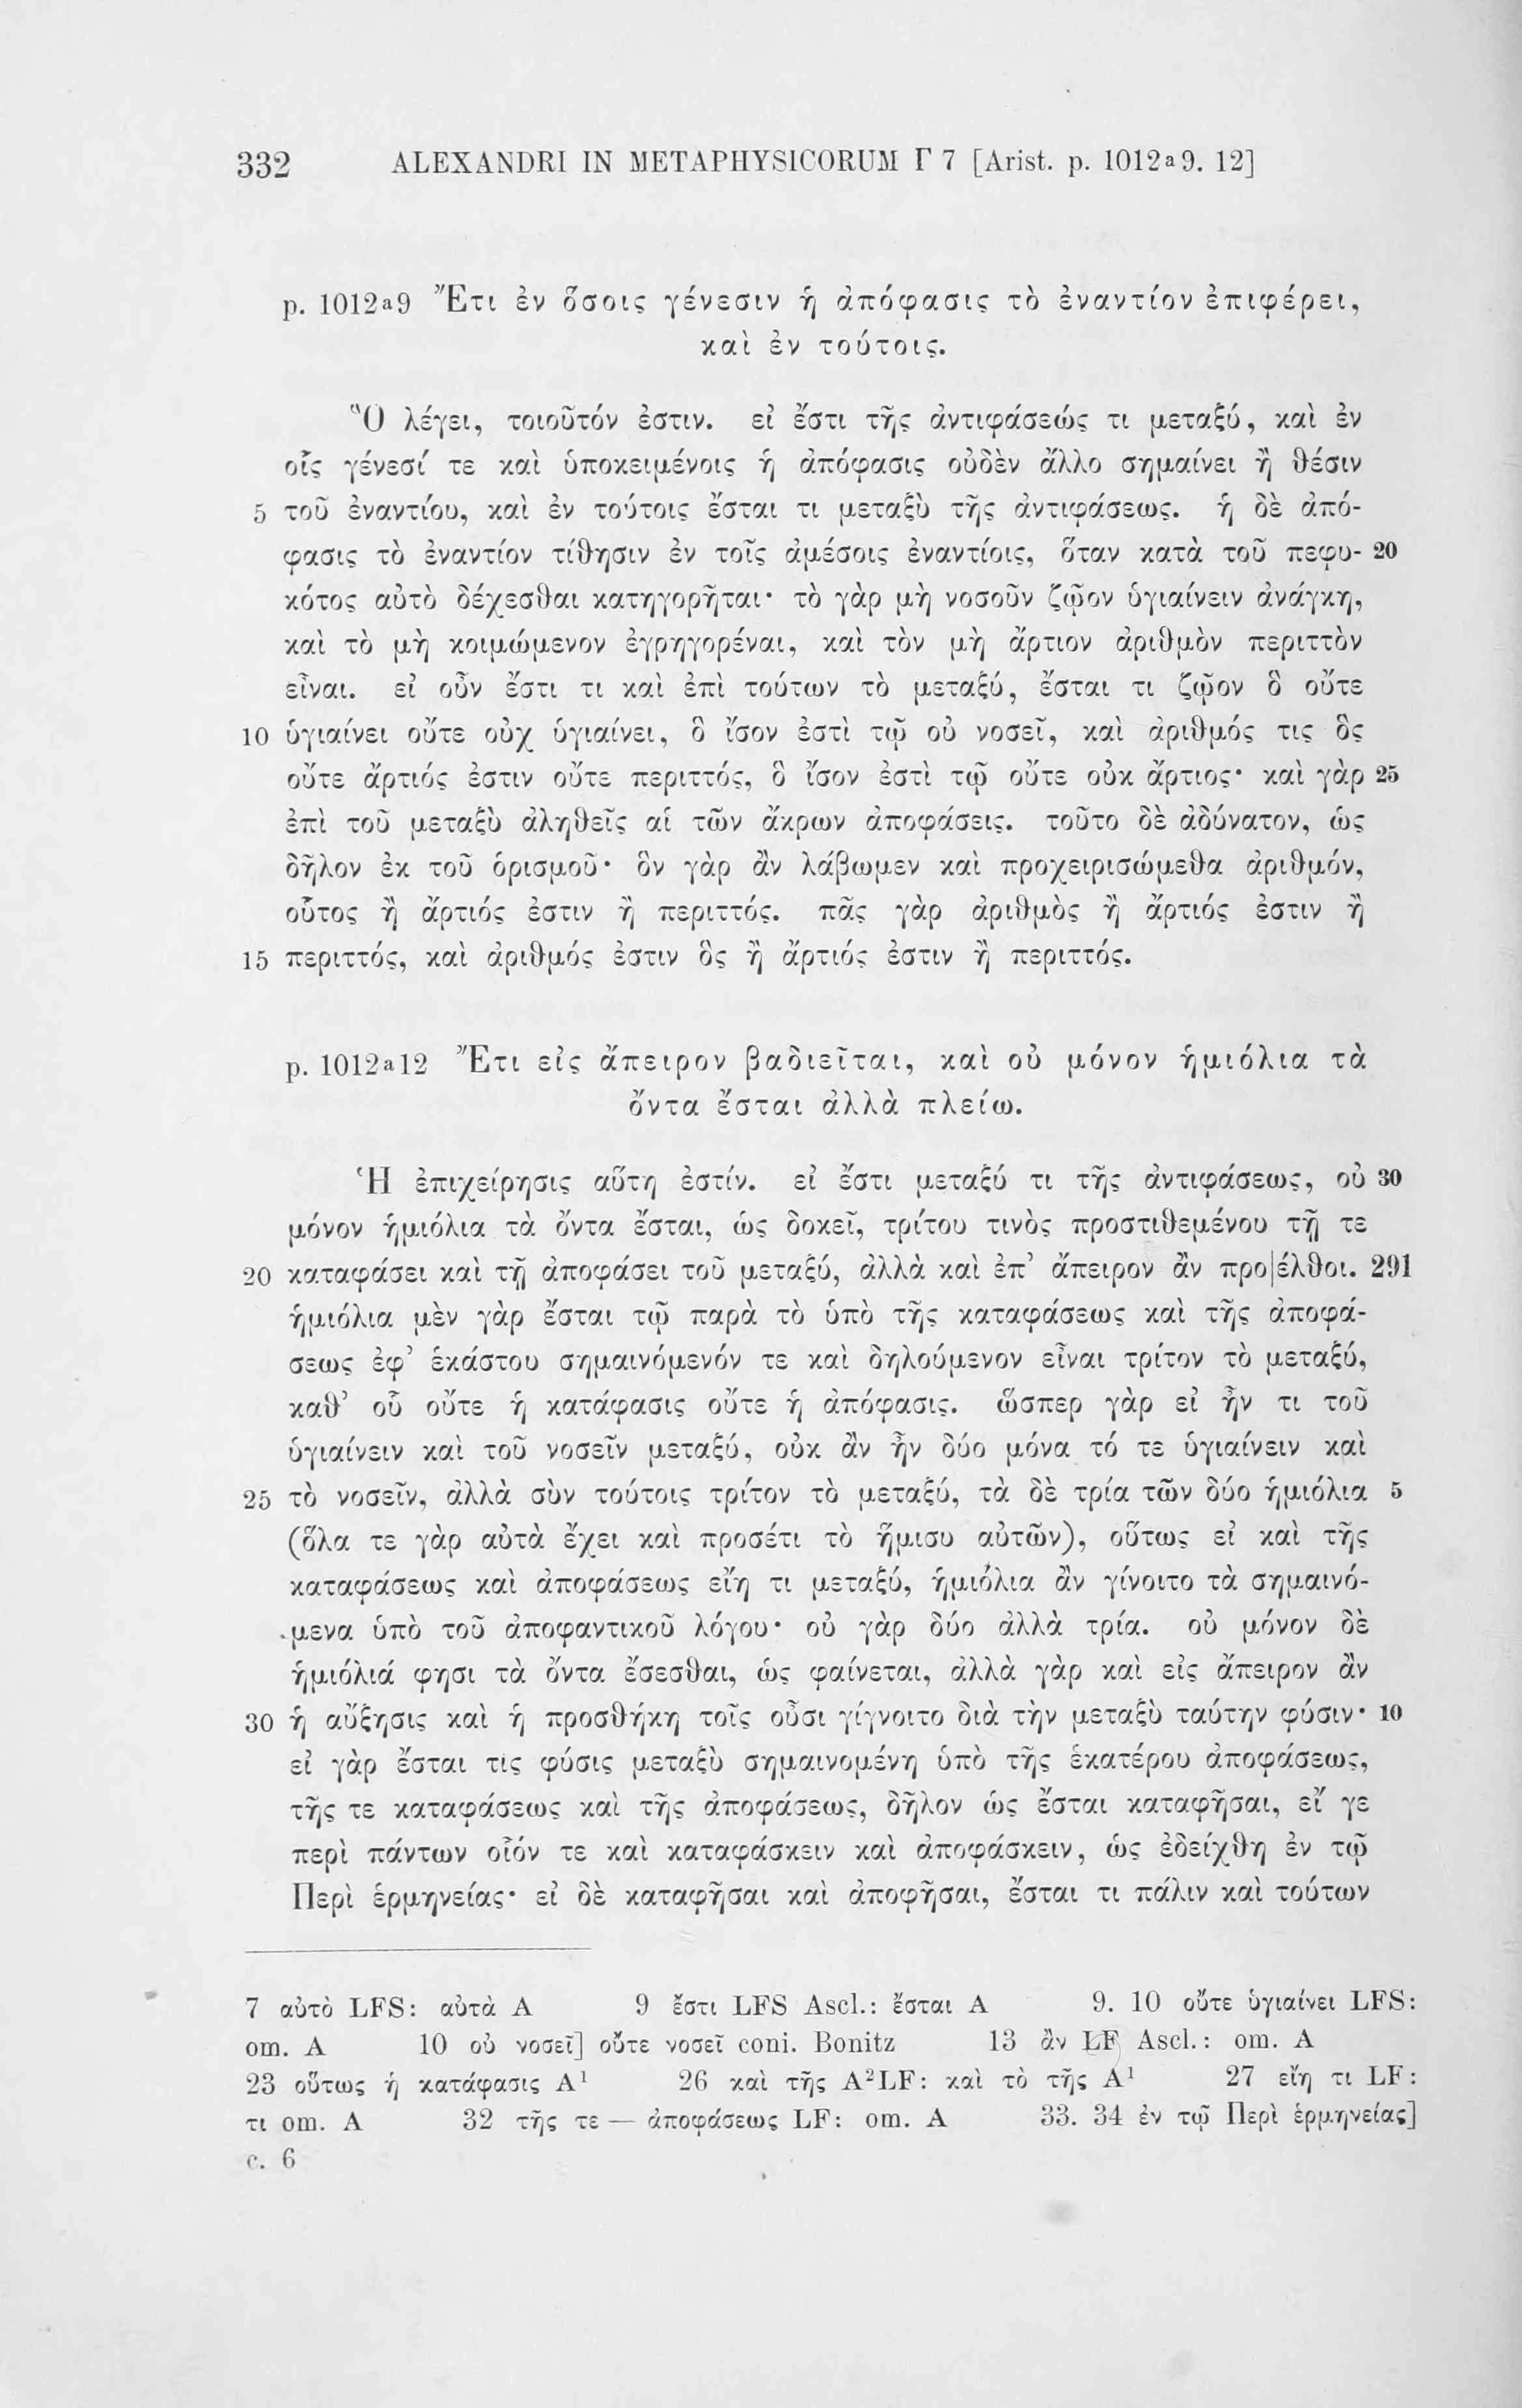 332 ALEXANDRI IN METAPHYSICORUM Γ 7 [Arist. p. 1012a9. 12]
p. 1012a9 Ἔτι ἐν ὅσοις γένεσιν ἡ ἀπόφασις τὸ ἐναντίον ἐπιφέρει,
καὶ ἐν τούτοις.
Ὃ λέγει, τοιοῦτόν ἐστιν. εἰ ἔστι τῆς ἀντιφάσεώς τι μεταξύ, καὶ ἐν
οἷς γένεσί τε καὶ ὑποκειμένοις ἡ ἀπόφασις οὐδὲν ἄλλο σημαίνει ἢ θέσιν
5 τοῦ ἐναντίου, καὶ ἐν τούτοις ἔσται τι μεταξὺ τῆς ἀντιφάσεως. ἡ δὲ ἀπό-
φασις τὸ ἐναντίον τίθησιν ἐν τοῖς ἀμέσοις ἐναντίοις, ὅταν κατὰ τοῦ πεφυ- 20
κότος αὐτὸ δέχεσθαι κατηγορῆται· τὸ γὰρ μὴ νοσοῦν ζῷον ὑγιαίνειν ἀνάγκη,
καὶ τὸ μὴ κοιμώμενον ἐγρηγορέναι, καὶ τὸν μὴ ἄρτιον ἀριθμὸν περιττὸν
εἶναι. εἰ οὖν ἔστι τι καὶ ἐπὶ τούτων τὸ μεταξύ, ἔσται τι ζῷον ὃ οὔτε
10 ὑγιαίνει οὔτε οὐχ ὑγιαίνει, ὃ ἴσον ἐστὶ τῷ οὐ νοσεῖ, καὶ ἀριθμός τις ὃς
οὔτε ἄρτιός ἐστιν οὔτε περιττός, ὃ ἴσον ἐστὶ τῷ οὔτε οὐκ ἄρτιος· καὶ γὰρ 25
ἐπὶ τοῦ μεταξὺ ἀληθεῖς αἱ τῶν ἄκρων ἀποφάσεις. τοῦτο δὲ ἀδύνατον, ὡς
δῆλον ἐκ τοῦ ὁρισμοῦ· ὃν γὰρ ἂν λάβωμεν καὶ προχειρισώμεθα ἀριθμόν,
οὗτος ἢ ἄρτιός ἐστιν ἢ περιττός. πᾶς γὰρ ἀριθμὸς ἢ ἄρτιός ἐστιν ἢ
15 περιττός, καὶ ἀριθμός ἐστιν ὃς ἢ ἄρτιός ἐστιν ἢ περιττός.
p. 1012a12 Ἔτι εἰς ἄπειρον βαδιεῖται, καὶ οὐ μόνον ἡμιόλια τὰ
ὄντα ἔσται ἀλλὰ πλείω.
Ἡ ἐπιχείρησις αὕτη ἐστίν. εἰ ἔστι μεταξύ τι τῆς ἀντιφάσεως, οὐ 30
μόνον ἡμιόλια τὰ ὄντα ἔσται, ὡς δοκεῖ, τρίτου τινὸς προστιθεμένου τῇ τε
20 καταφάσει καὶ τῇ ἀποφάσει τοῦ μεταξύ, ἀλλὰ καὶ ἐπ’ ἄπειρον ἂν προ|έλθοι. 291
ἡμιόλια μὲν γὰρ ἔσται τῷ παρὰ τὸ ὑπὸ τῆς καταφάσεως καὶ τῆς ἀποφά-
σεως ἐφ’ ἑκάστου σημαινόμενόν τε καὶ δηλούμενον εἶναι τρίτον τὸ μεταξύ,
καθ’ οὗ οὔτε ἡ κατάφασις οὔτε ἡ ἀπόφασις. ὥσπερ γὰρ εἰ ἦν τι τοῦ
ὑγιαίνειν καὶ τοῦ νοσεῖν μεταξύ, οὐκ ἂν ἦν δύο μόνα τό τε ὑγιαίνειν καὶ
25 τὸ νοσεῖν, ἀλλὰ σὺν τούτοις τρίτον τὸ μεταξύ, τὰ δὲ τρία τῶν δύο ἡμιόλια 5
(ὅλα τε γὰρ αὐτὰ ἔχει καὶ προσέτι τὸ ἥμισυ αὐτῶν), οὕτως εἰ καὶ τῆς
καταφάσεως καὶ ἀποφάσεως εἴη τι μεταξύ, ἡμιόλια ἂν γίνοιτο τὰ σημαινό-
μενα ὑπὸ τοῦ ἀποφαντικοῦ λόγου· οὐ γὰρ δύο ἀλλὰ τρία. οὐ μόνον δὲ
ἡμιόλιά φησι τὰ ὄντα ἔσεσθαι, ὡς φαίνεται, ἀλλὰ γὰρ καὶ εἰς ἄπειρον ἂν
30 ἡ αὔξησις καὶ ἡ προσθήκη τοῖς οὖσι γίγνοιτο διὰ τὴν μεταξὺ ταύτην φύσιν· 10
εἰ γὰρ ἔσται τις φύσις μεταξὺ σημαινομένη ὑπὸ τῆς ἑκατέρου ἀποφάσεως,
τῆς τε καταφάσεως καὶ τῆς ἀποφάσεως, δῆλον ὡς ἔσται καταφῆσαι, εἴ γε
περὶ πάντων οἷόν τε καὶ καταφάσκειν καὶ ἀποφάσκειν, ὡς ἐδείχθη ἐν τῷ
Περὶ ἑρμηνείας· εἰ δὲ καταφῆσαι καὶ ἀποφῆσαι, ἔσται τι πάλιν καὶ τούτων
7 αὐτὸ LFS: αὐτὰ A 9 ἔστι LFS Ascl.: ἔσται A 9. 10 οὔτε ὑγιαίνει LFS:
om. A 10 οὐ νοσεῖ] οὔτε νοσεῖ coni. Bonitz 13 ἂν LF Ascl.: om. A
23 οὕτως ἡ κατάφασις A¹ 26 καὶ τῆς A²LF: καὶ τὸ τῆς A¹ 27 εἴη τι LF:
τι om. A 32 τῆς τε — ἀποφάσεως LF: om. A 33. 34 ἐν τῷ Περὶ ἑρμηνείας]
c. 6